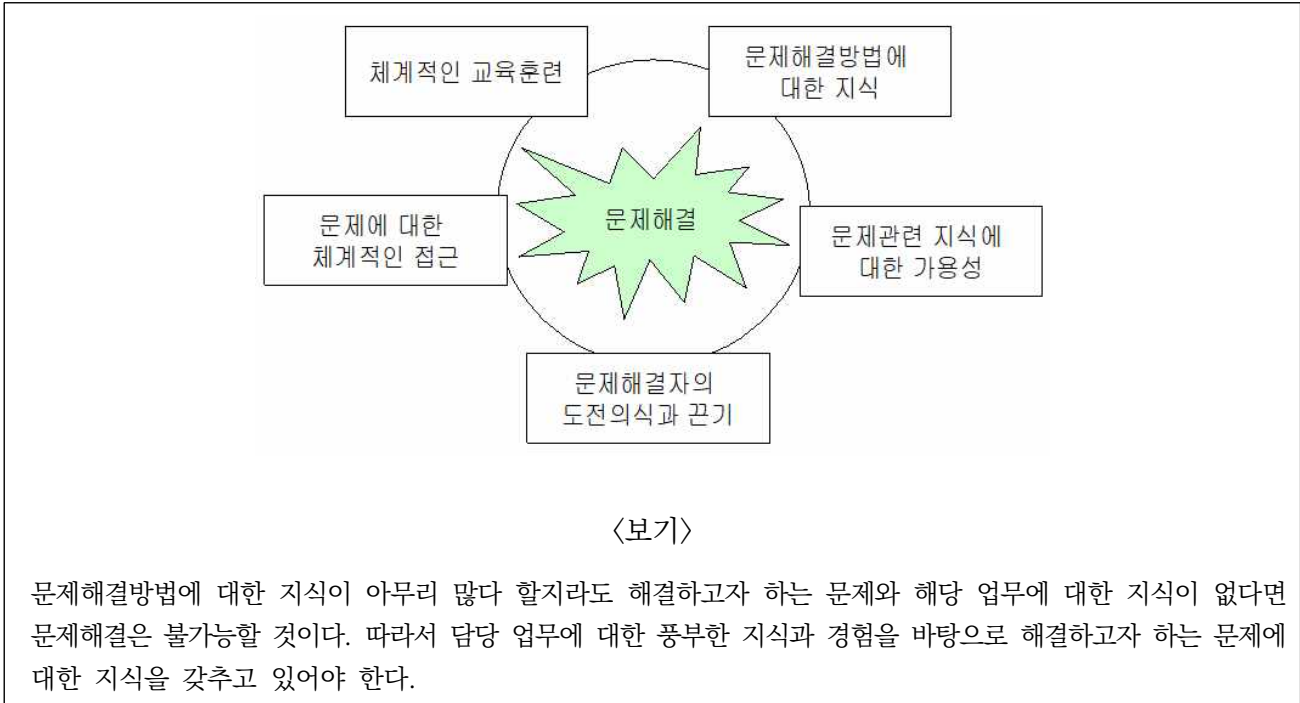 체계적인 교육훈련
문제해결방법에
대한 지식
문제에 대한
체계적인 접근
문제해결
문제관련 지식에
대한 가용성
문제해결자의
도전의식과 끈기
〈보기〉
문제해결방법에 대한 지식이 아무리 많다 할지라도 해결하고자 하는 문제와 해당 업무에 대한 지식이 없다면
문제해결은 불가능할 것이다. 따라서 담당 업무에 대한 풍부한 지식과 경험을 바탕으로 해결하고자 하는 문제에
대한 지식을 갖추고 있어야 한다.